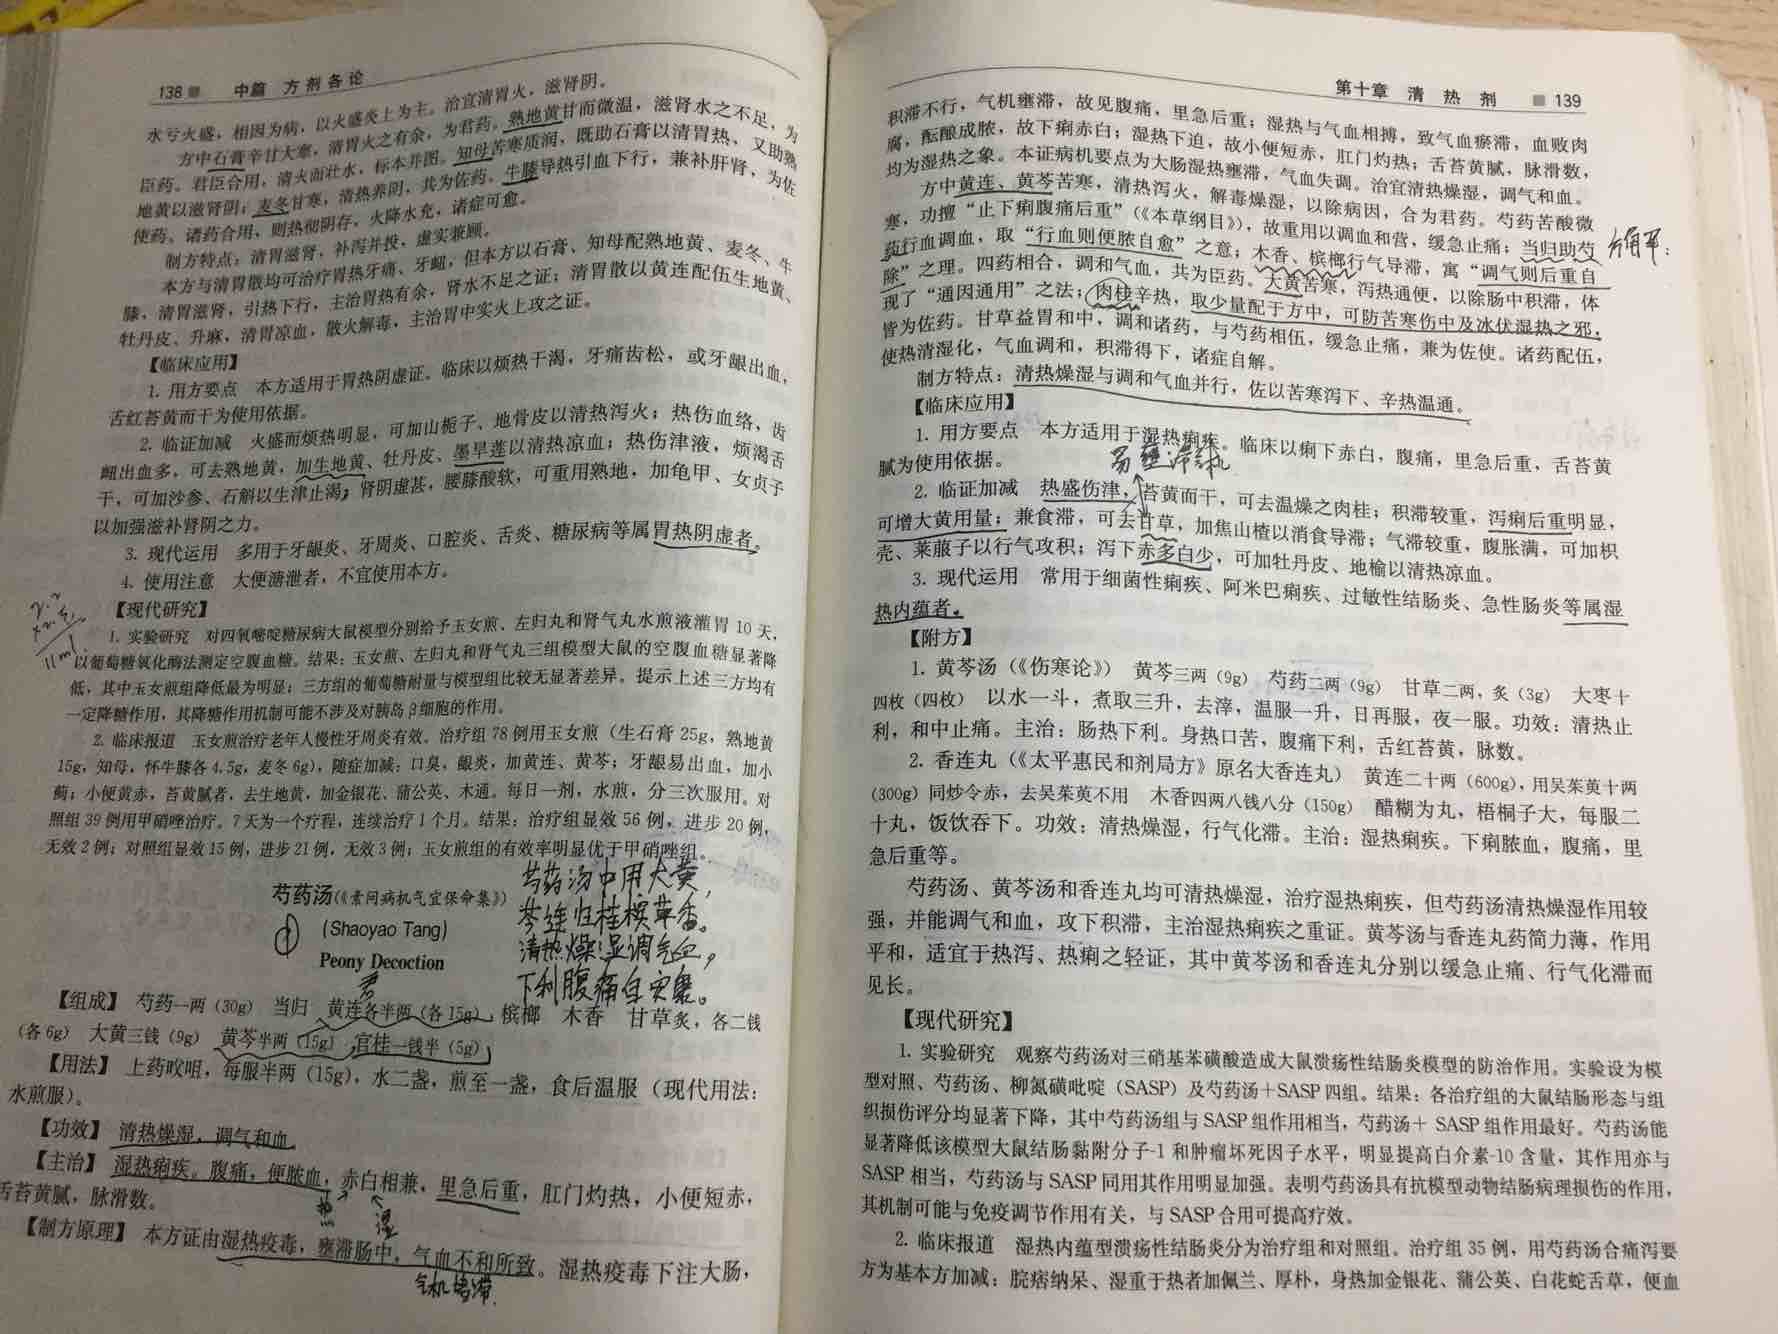 138 中篇 方剂各论
水亏火盛，相因为病，以火盛炎上为主。治宜清胃火，滋肾阴。
方中石膏辛甘大寒，清胃火之有余，为君药。熟地黄甘而微温，滋肾水之不足，为
臣药。君臣合用，清火而壮水，标本并图。知母苦寒质润，既助石膏以清胃热、又助熟
地黄以滋肾阴；麦冬甘寒，清热养阴，共为佐药。牛膝导热引血下行，兼补肝肾，为佐
使药。诸药合用，则热彻阴存，火降水充，诸症可愈。
制方特点：清胃滋肾，补泻并投，虚实兼顾。
本方与清胃散均可治疗胃热牙痛、牙衄，但本方以石膏、知母配熟地黄、麦冬、牛
膝，清胃滋肾，引热下行，主治胃热有余，肾水不足之证；清胃散以黄连配伍生地黄、
牡丹皮、升麻，清胃凉血，散火解毒，主治胃中实火上攻之证。
【临床应用】
1. 用方要点 本方适用于胃热阴虚证。临床以烦热干渴，牙痛齿松，或牙龈出血，
舌红苔黄而干为使用依据。
2. 临证加减 火盛而烦热明显，可加山栀子、地骨皮以清热泻火；热伤血络，齿
衄出血多，可去熟地黄，加生地黄、牡丹皮、墨旱莲以清热凉血；热伤津液，烦渴舌
干，可加沙参、石斛以生津止渴；肾阴虚甚，腰膝酸软，可重用熟地，加龟甲、女贞子
以加强滋补肾阴之力。
3. 现代运用 多用于牙龈炎、牙周炎、口腔炎、舌炎、糖尿病等属胃热阴虚者。
4. 使用注意 大便溏泄者，不宜使用本方。
【现代研究】
1. 实验研究 对四氧嘧啶糖尿病大鼠模型分别给予玉女煎、左归丸和肾气丸水煎液灌胃 10 天，
以葡萄糖氧化酶法测定空腹血糖。结果：玉女煎、左归丸和肾气丸三组模型大鼠的空腹血糖显著降
低，其中玉女煎组降低最为明显；三方组的葡萄糖耐量与模型组比较无显著差异。提示上述三方均有
一定降糖作用，其降糖作用机制可能不涉及对胰岛 β 细胞的作用。
2. 临床报道 玉女煎治疗老年人慢性牙周炎有效。治疗组 78 例用玉女煎（生石膏 25g，熟地黄
15g，知母，怀牛膝各 4.5g，麦冬 6g），随症加减：口臭，龈炎，加黄连、黄芩；牙龈易出血，加小
蓟；小便黄赤，苔黄腻者，去生地黄，加金银花、蒲公英、木通。每日一剂，水煎，分三次服用。对
照组 39 例用甲硝唑治疗。7 天为一个疗程，连续治疗 1 个月。结果：治疗组显效 56 例，进步 20 例，
无效 2 例；对照组显效 15 例，进步 21 例，无效 3 例；玉女煎组的有效率明显优于甲硝唑组。
芍药汤（《素问病机气宜保命集》）
(Shaoyao Tang)
Peony Decoction
芍药汤中用大黄，
芩连归桂槟草香。
清热燥湿调气血，
下利腹痛自安康。
君
【组成】 芍药一两（30g） 当归 黄连各半两（各 15g） 槟榔 木香 甘草炙，各二钱
（各 6g） 大黄三钱（9g） 黄芩半两（15g） 官桂一钱半（5g）
【用法】 上药㕮咀，每服半两（15g），水二盏，煎至一盏，食后温服（现代用法：
水煎服）。
【功效】 清热燥湿，调气和血
【主治】 湿热痢疾。腹痛，便脓血，赤白相兼，里急后重，肛门灼热，小便短赤，
热
湿
舌苔黄腻，脉滑数。
【制方原理】 本方证由湿热疫毒，壅滞肠中，气血不和所致。湿热疫毒下注大肠，
气机壅滞
第十章 清热剂 139
积滞不行，气机壅滞，故见腹痛，里急后重；湿热与气血相搏，致气血瘀滞，血败肉
腐，酝酿成脓，故下痢赤白；湿热下迫，故小便短赤，肛门灼热；舌苔黄腻，脉滑数，
均为湿热之象。本证病机要点为大肠湿热壅滞，气血失调。治宜清热燥湿，调气和血。
方中黄连、黄芩苦寒，清热泻火，解毒燥湿，以除病因，合为君药。芍药苦酸微
寒，功擅“止下痢腹痛后重”（《本草纲目》），故重用以调血和营，缓急止痛；当归助芍
药行血调血，取“行血则便脓自愈”之意；木香、槟榔行气导滞，寓“调气则后重自
除”之理。四药相合，调和气血，共为臣药。大黄苦寒，泻热通便，以除肠中积滞，体
现了“通因通用”之法；肉桂辛热，取少量配于方中，可防苦寒伤中及冰伏湿热之邪，
皆为佐药。甘草益胃和中，调和诸药，与芍药相伍，缓急止痛，兼为佐使。诸药配伍，
使热清湿化，气血调和，积滞得下，诸症自解。
制方特点：清热燥湿与调和气血并行，佐以苦寒泻下、辛热温通。
【临床应用】
1. 用方要点 本方适用于湿热痢疾。临床以痢下赤白，腹痛，里急后重，舌苔黄
腻为使用依据。
易壅滞气机
2. 临证加减 热盛伤津，苔黄而干，可去温燥之肉桂；积滞较重，泻痢后重明显，
可增大黄用量；兼食滞，可去甘草，加焦山楂以消食导滞；气滞较重，腹胀满，可加枳
壳、莱菔子以行气攻积；泻下赤多白少，可加牡丹皮、地榆以清热凉血。
3. 现代运用 常用于细菌性痢疾、阿米巴痢疾、过敏性结肠炎、急性肠炎等属湿
热内蕴者。
【附方】
1. 黄芩汤（《伤寒论》） 黄芩三两（9g） 芍药二两（9g） 甘草二两，炙（3g） 大枣十
四枚（四枚） 以水一斗，煮取三升，去滓，温服一升，日再服，夜一服。功效：清热止
利，和中止痛。主治：肠热下利。身热口苦，腹痛下利，舌红苔黄，脉数。
2. 香连丸（《太平惠民和剂局方》原名大香连丸） 黄连二十两（600g），用吴茱萸十两
（300g）同炒令赤，去吴茱萸不用 木香四两八钱八分（150g） 醋糊为丸，梧桐子大，每服二
十丸，饭饮吞下。功效：清热燥湿，行气化滞。主治：湿热痢疾。下痢脓血，腹痛，里
急后重等。
芍药汤、黄芩汤和香连丸均可清热燥湿，治疗湿热痢疾，但芍药汤清热燥湿作用较
强，并能调气和血，攻下积滞，主治湿热痢疾之重证。黄芩汤与香连丸药简力薄，作用
平和，适宜于热泻、热痢之轻证，其中黄芩汤和香连丸分别以缓急止痛、行气化滞而
见长。
【现代研究】
1. 实验研究 观察芍药汤对三硝基苯磺酸造成大鼠溃疡性结肠炎模型的防治作用。实验设为模
型对照、芍药汤、柳氮磺吡啶（SASP）及芍药汤＋SASP 四组。结果：各治疗组的大鼠结肠形态与组
织损伤评分均显著下降，其中芍药汤组与 SASP 组作用相当，芍药汤＋ SASP 组作用最好。芍药汤能
显著降低该模型大鼠结肠黏附分子-1 和肿瘤坏死因子水平，明显提高白介素-10 含量，其作用亦与
SASP 相当，芍药汤与 SASP 同用其作用明显加强。表明芍药汤具有抗模型动物结肠病理损伤的作用，
其机制可能与免疫调节作用有关，与 SASP 合用可提高疗效。
2. 临床报道 湿热内蕴型溃疡性结肠炎分为治疗组和对照组。治疗组 35 例，用芍药汤合痛泻要
方为基本方加减：脘痞纳呆、湿重于热者加佩兰、厚朴，身热加金银花、蒲公英、白花蛇舌草，便血